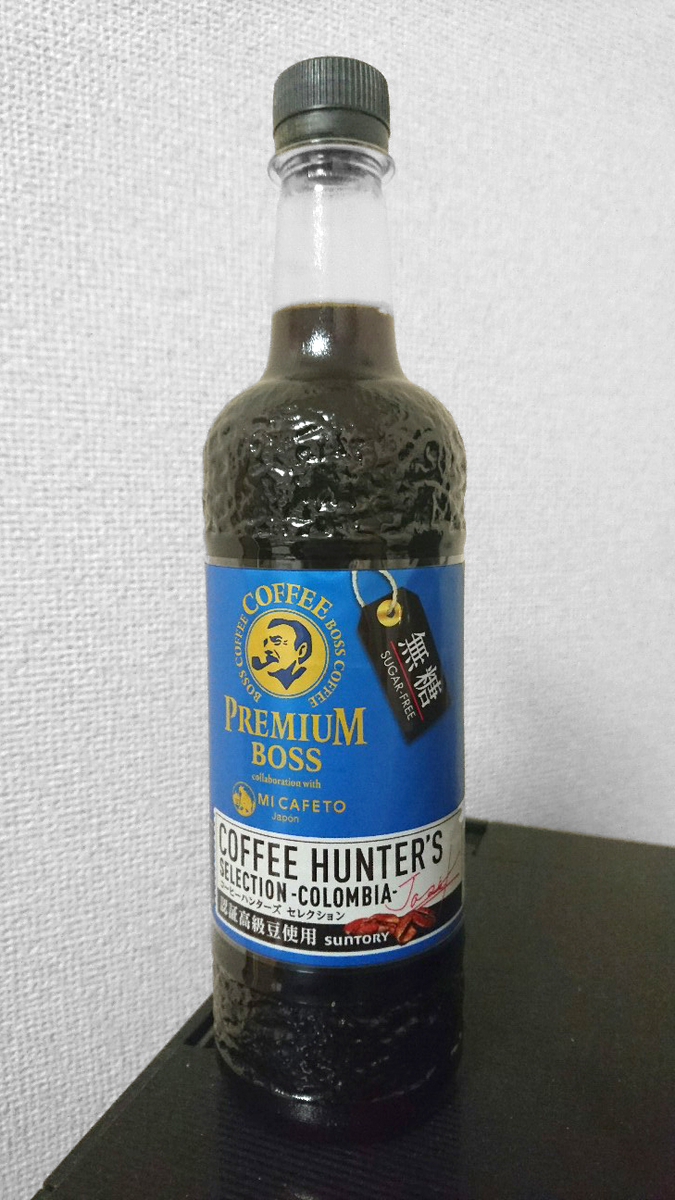 COFFEE
BOSS COFFEE
BOSS COFFEE
PREMIUM
BOSS
collaboration with
MI CAFETO
Japón
無糖
SUGAR-FREE
COFFEE HUNTER'S
SELECTION -COLOMBIA-
コーヒーハンターズ セレクション
認証高級豆使用 SUNTORY